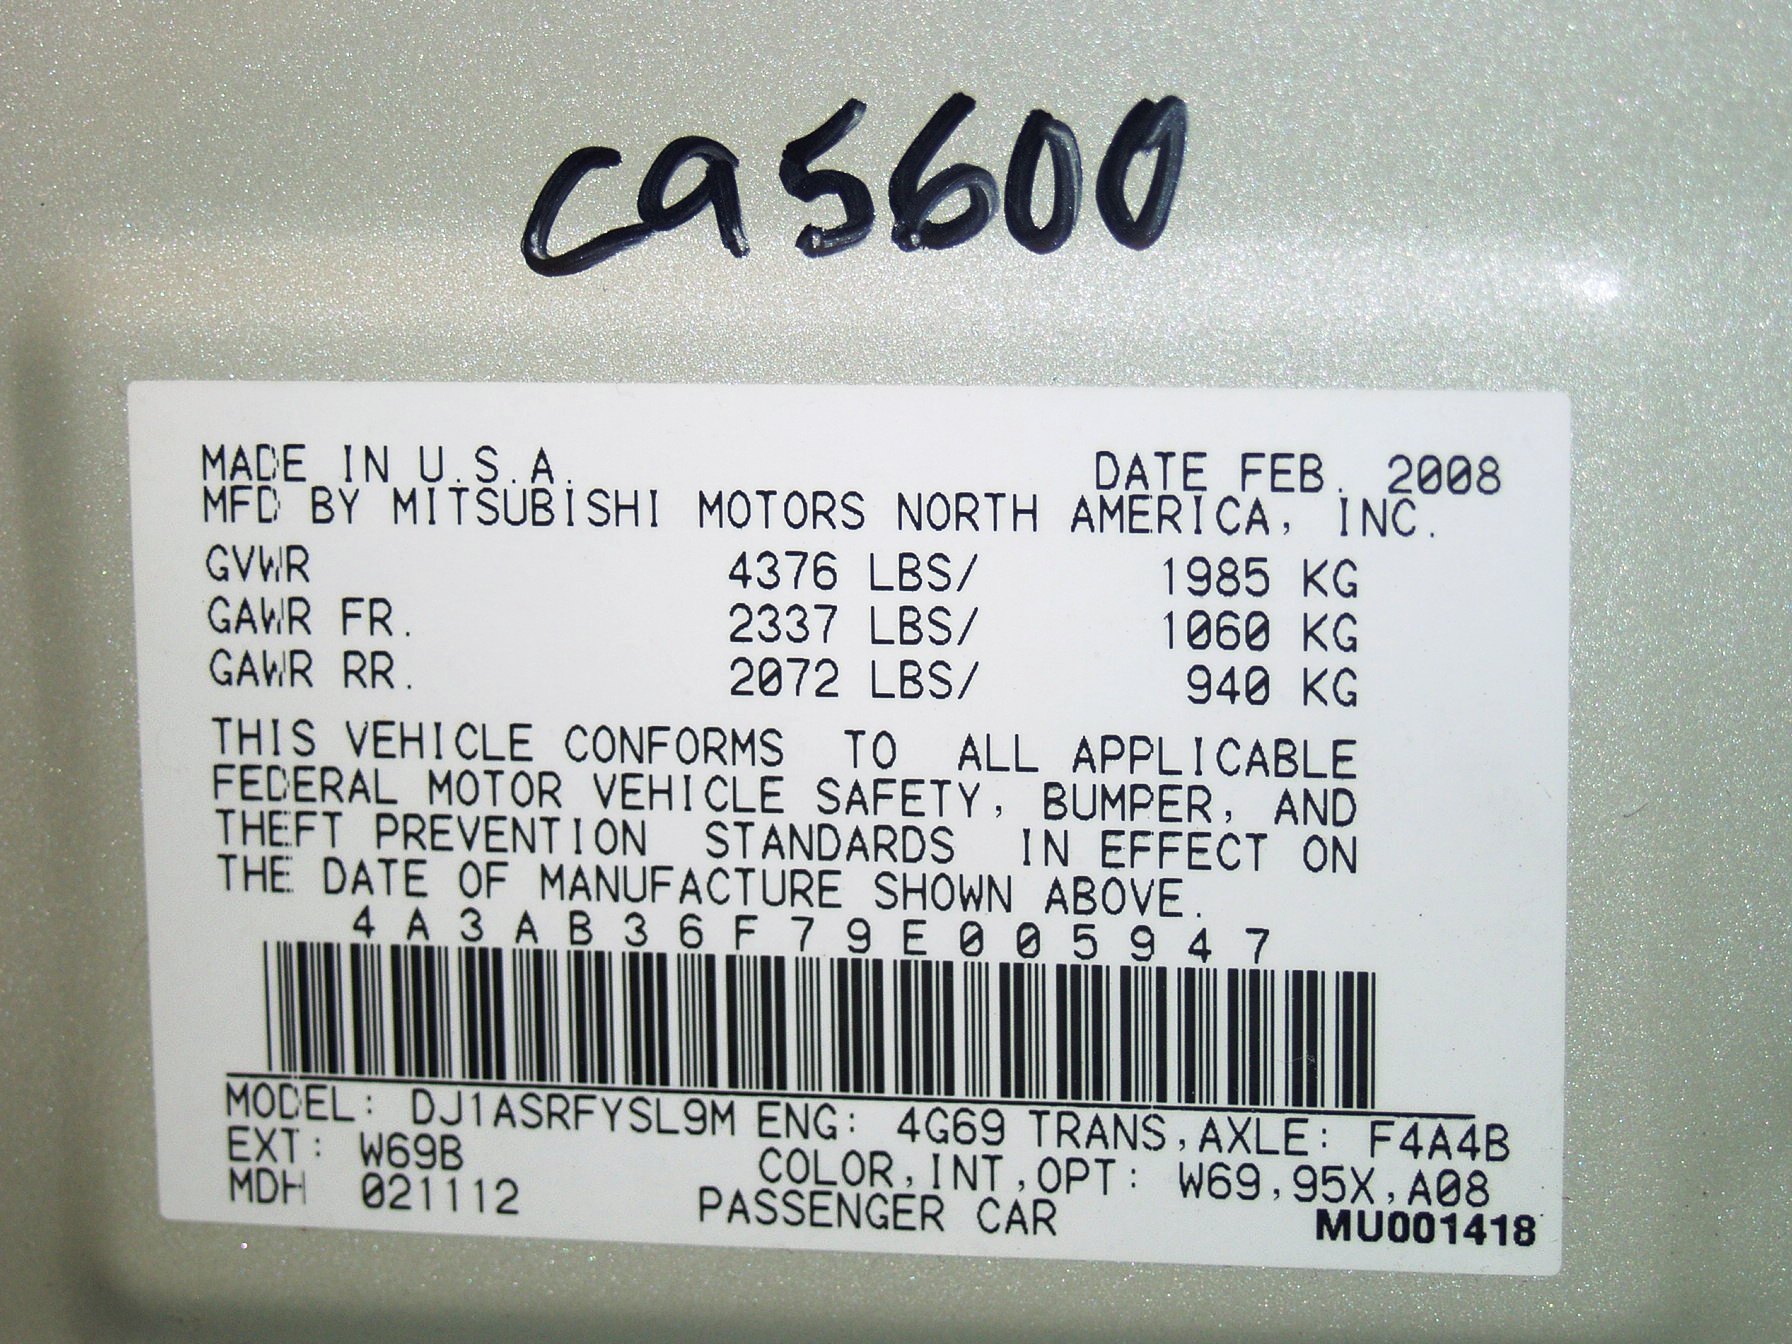 ca5600
MADE IN U.S.A. DATE FEB. 2008
MFD BY MITSUBISHI MOTORS NORTH AMERICA, INC.
GVWR 4376 LBS/ 1985 KG
GAWR FR. 2337 LBS/ 1060 KG
GAWR RR. 2072 LBS/ 940 KG
THIS VEHICLE CONFORMS TO ALL APPLICABLE
FEDERAL MOTOR VEHICLE SAFETY, BUMPER, AND
THEFT PREVENTION STANDARDS IN EFFECT ON
THE DATE OF MANUFACTURE SHOWN ABOVE.
4A3AB36F79E005947
MODEL: DJ1ASRFYSL9M ENG: 4G69 TRANS,AXLE: F4A4B
EXT: W69B COLOR,INT,OPT: W69,95X,A08
MDH 021112 PASSENGER CAR MU001418